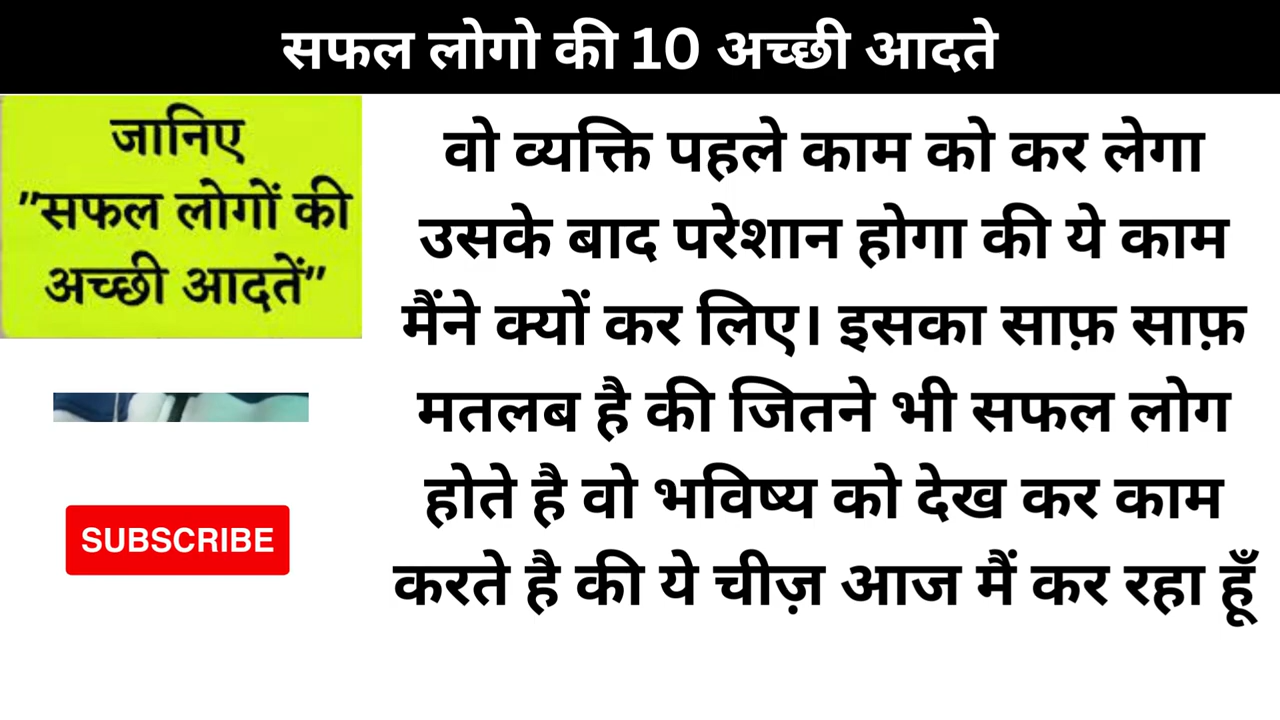 सफल लोगो की 10 अच्छी आदते
जानिए
"सफल लोगों की
अच्छी आदतें"
SUBSCRIBE
वो व्यक्ति पहले काम को कर लेगा
उसके बाद परेशान होगा की ये काम
मैंने क्यों कर लिए। इसका साफ़ साफ़
मतलब है की जितने भी सफल लोग
होते है वो भविष्य को देख कर काम
करते है की ये चीज़ आज मैं कर रहा हूँ